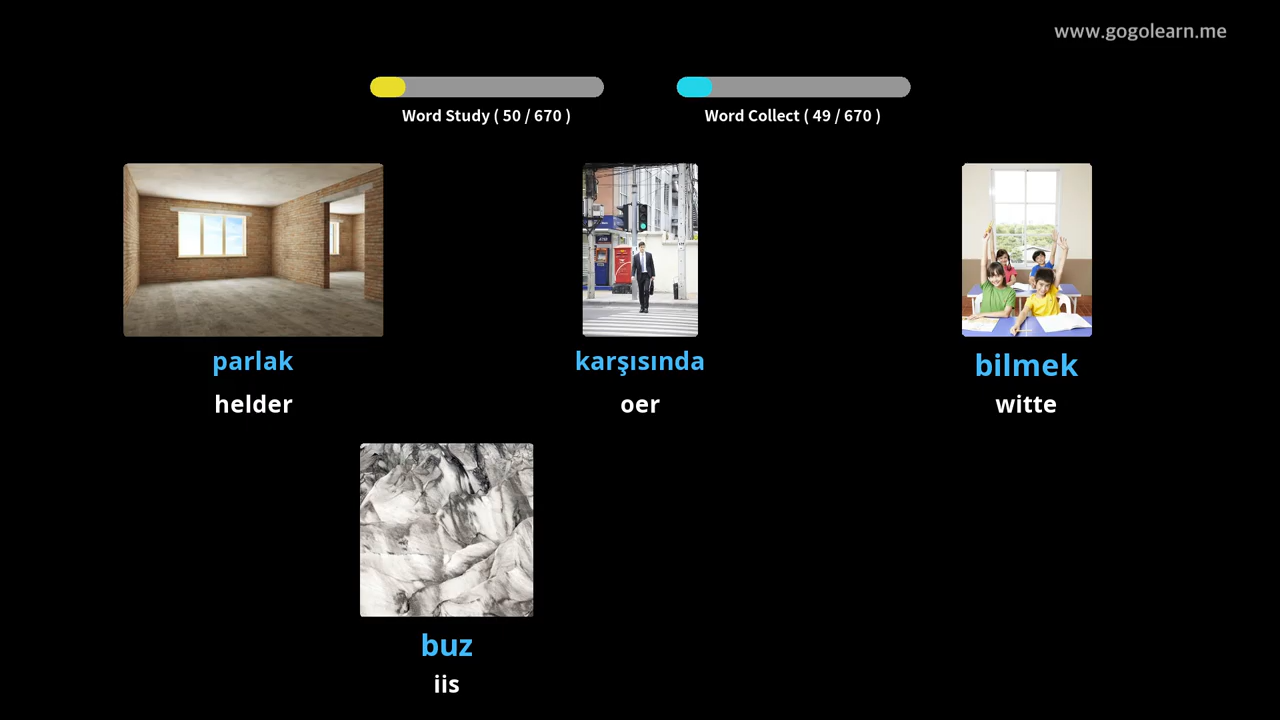 www.gogolearn.me
Word Study ( 50 / 670 )
Word Collect ( 49 / 670 )
parlak
karşısında
bilmek
helder
oer
witte
buz
iis